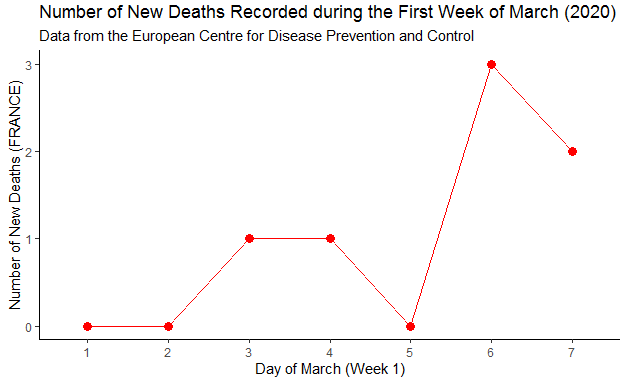 Number of New Deaths Recorded during the First Week of March (2020)
Data from the European Centre for Disease Prevention and Control
Number of New Deaths (FRANCE)
3
2
1
0
1 2 3 4 5 6 7
Day of March (Week 1)